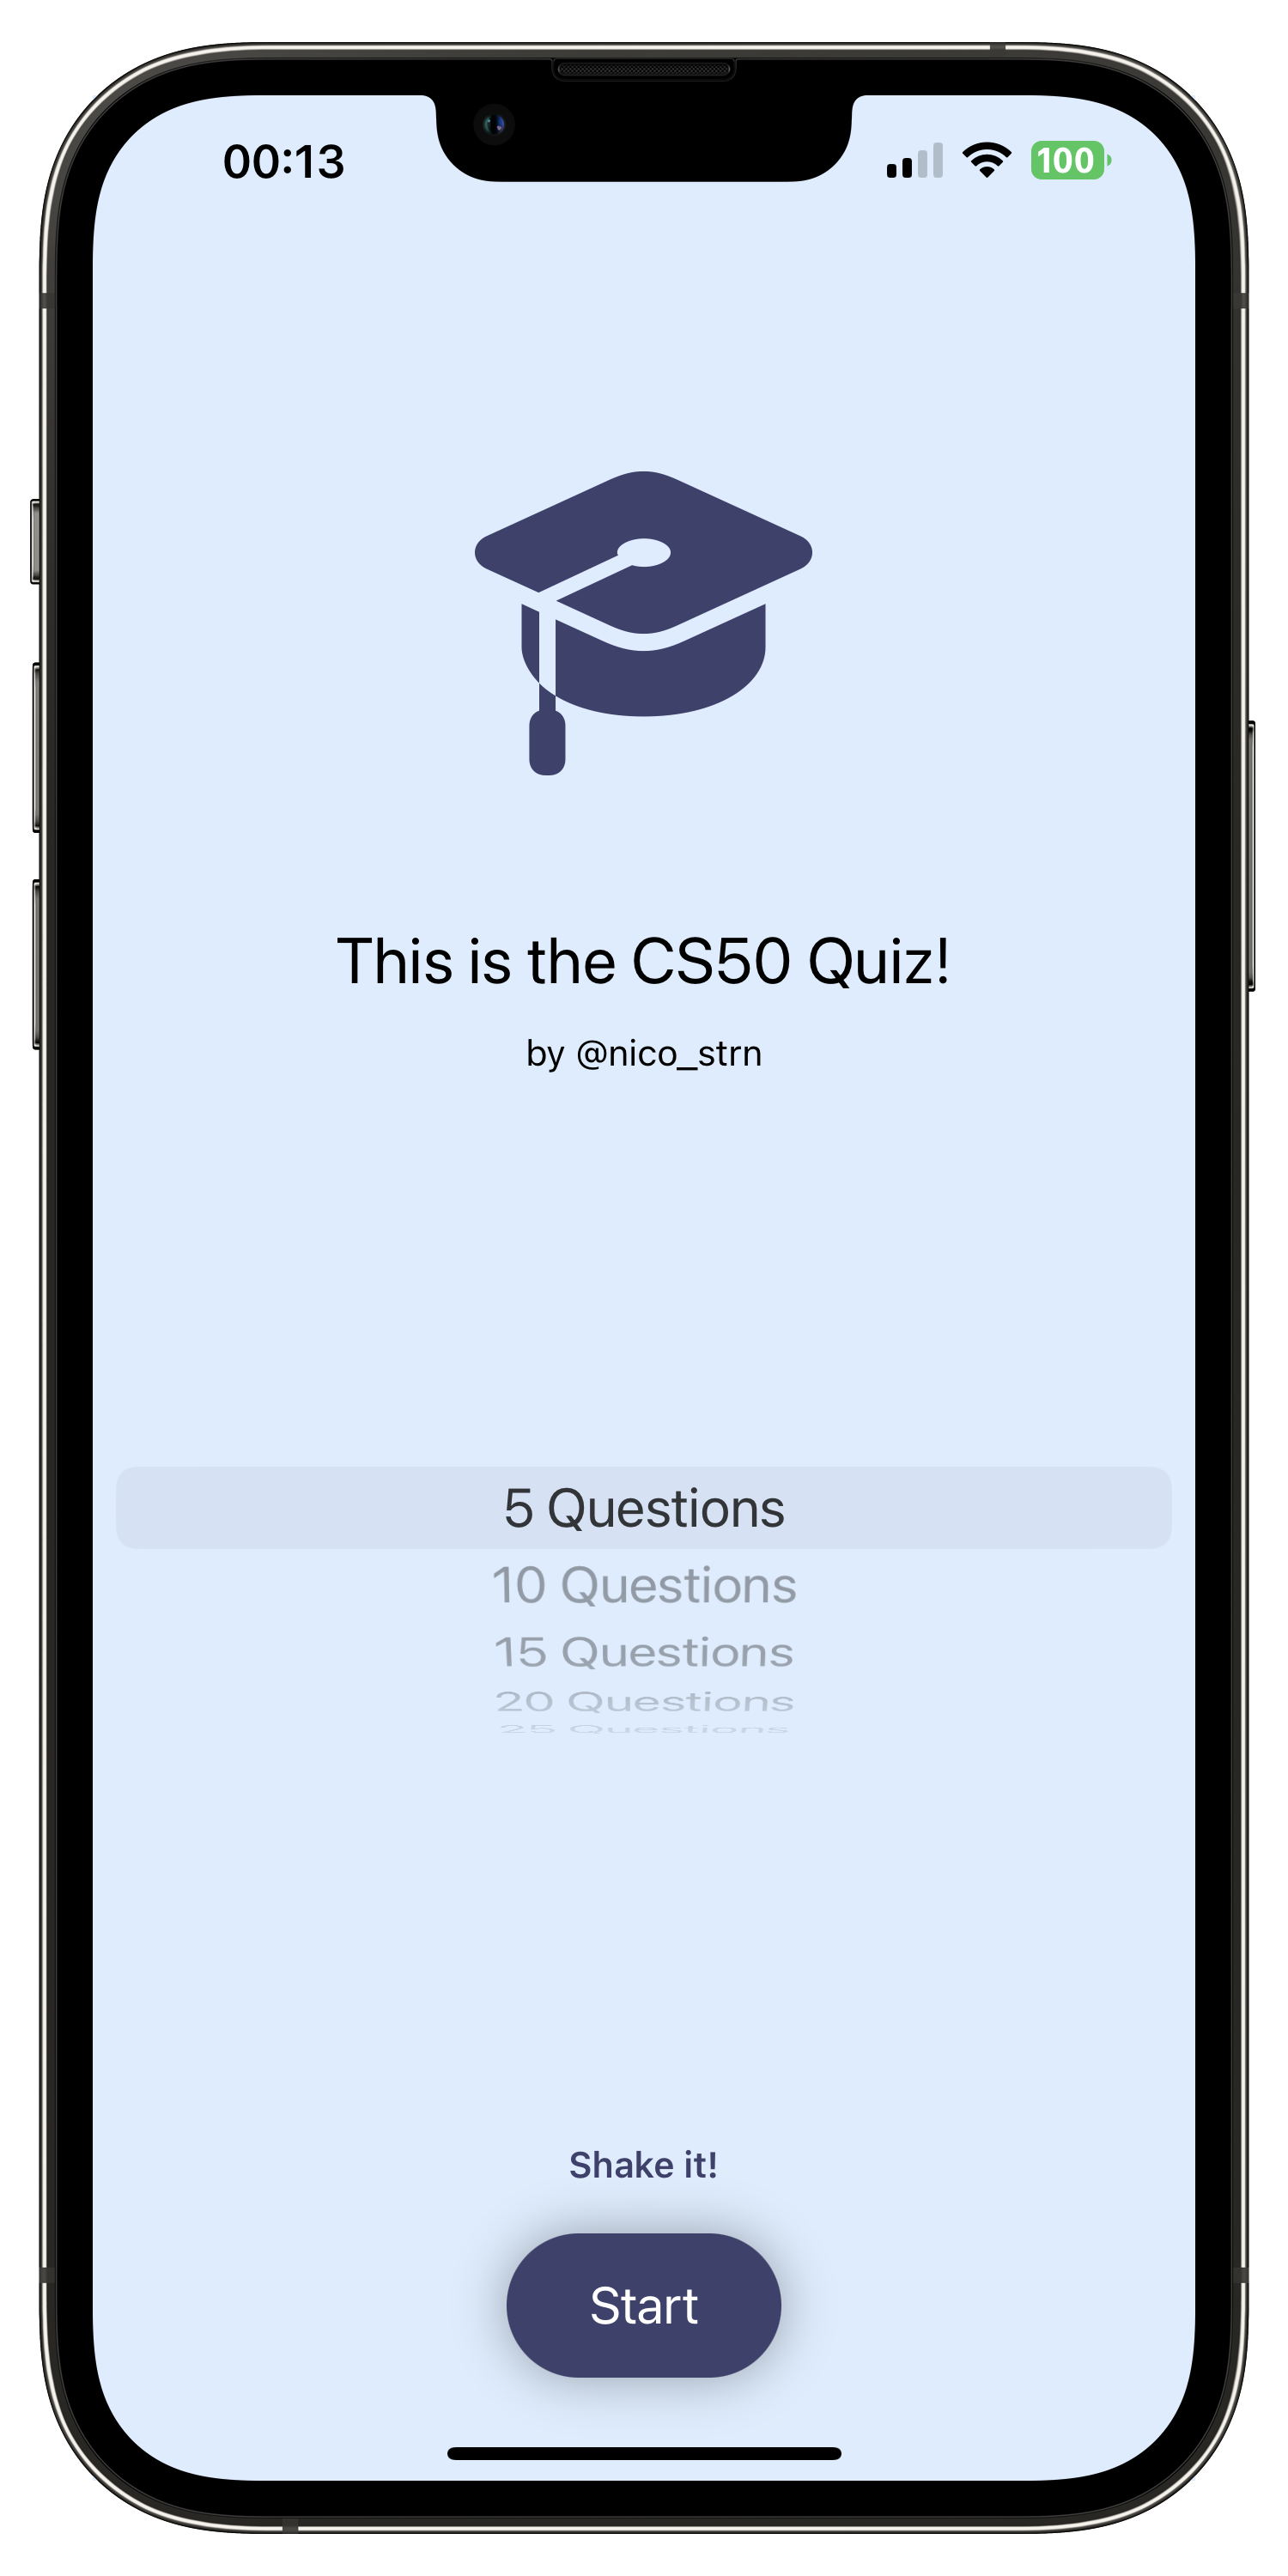 00:13
100
This is the CS50 Quiz!
by @nico_strn
5 Questions
10 Questions
15 Questions
20 Questions
25 Questions
Shake it!
Start